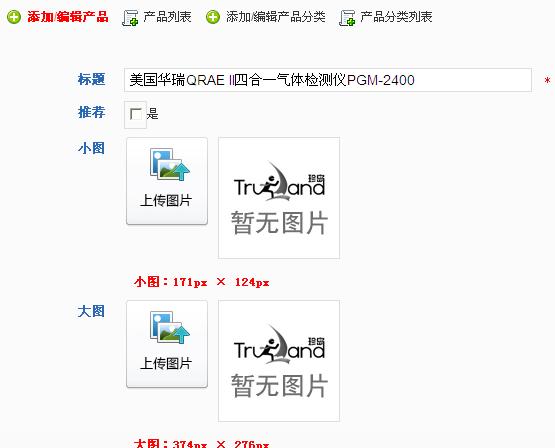 添加/编辑产品 产品列表 添加/编辑产品分类 产品分类列表
标题 美国华瑞QRAE II四合一气体检测仪PGM-2400 *
推荐 是
小图 上传图片
暂无图片
小图：171px × 124px
大图 上传图片
暂无图片
大图：374px × 276px